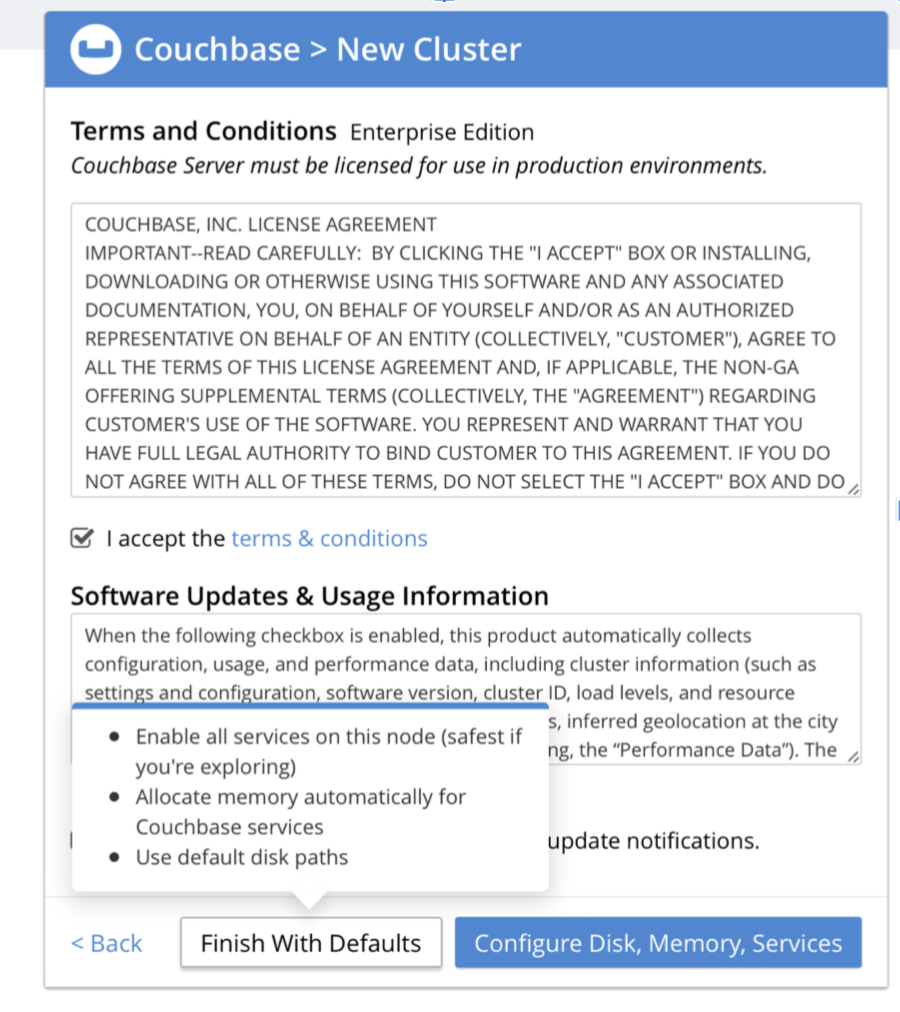 Couchbase > New Cluster
Terms and Conditions Enterprise Edition
Couchbase Server must be licensed for use in production environments.
COUCHBASE, INC. LICENSE AGREEMENT
IMPORTANT--READ CAREFULLY:  BY CLICKING THE "I ACCEPT" BOX OR INSTALLING,
DOWNLOADING OR OTHERWISE USING THIS SOFTWARE AND ANY ASSOCIATED
DOCUMENTATION, YOU, ON BEHALF OF YOURSELF AND/OR AS AN AUTHORIZED
REPRESENTATIVE ON BEHALF OF AN ENTITY (COLLECTIVELY, "CUSTOMER"), AGREE TO
ALL THE TERMS OF THIS LICENSE AGREEMENT AND, IF APPLICABLE, THE NON-GA
OFFERING SUPPLEMENTAL TERMS (COLLECTIVELY, THE "AGREEMENT") REGARDING
CUSTOMER'S USE OF THE SOFTWARE. YOU REPRESENT AND WARRANT THAT YOU
HAVE FULL LEGAL AUTHORITY TO BIND CUSTOMER TO THIS AGREEMENT. IF YOU DO
NOT AGREE WITH ALL OF THESE TERMS, DO NOT SELECT THE "I ACCEPT" BOX AND DO
I accept the terms & conditions
Software Updates & Usage Information
When the following checkbox is enabled, this product automatically collects
configuration, usage, and performance data, including cluster information (such as
settings and configuration, software version, cluster ID, load levels, and resource
s, inferred geolocation at the city
ng, the “Performance Data”). The
• Enable all services on this node (safest if
you're exploring)
• Allocate memory automatically for
Couchbase services
• Use default disk paths
update notifications.
< Back
Finish With Defaults
Configure Disk, Memory, Services